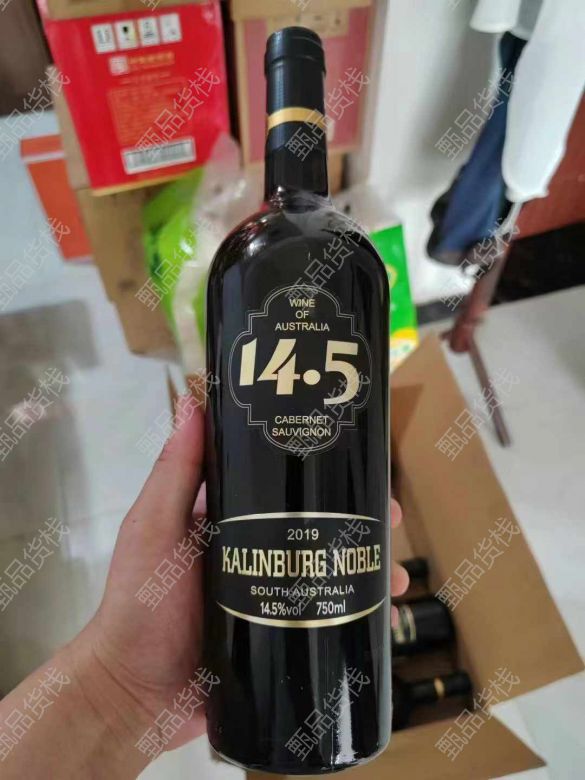 WINE
OF
AUSTRALIA
14.5
CABERNET
SAUVIGNON
2019
KALINBURG NOBLE
SOUTH AUSTRALIA
14.5%vol 750ml
甄品货栈